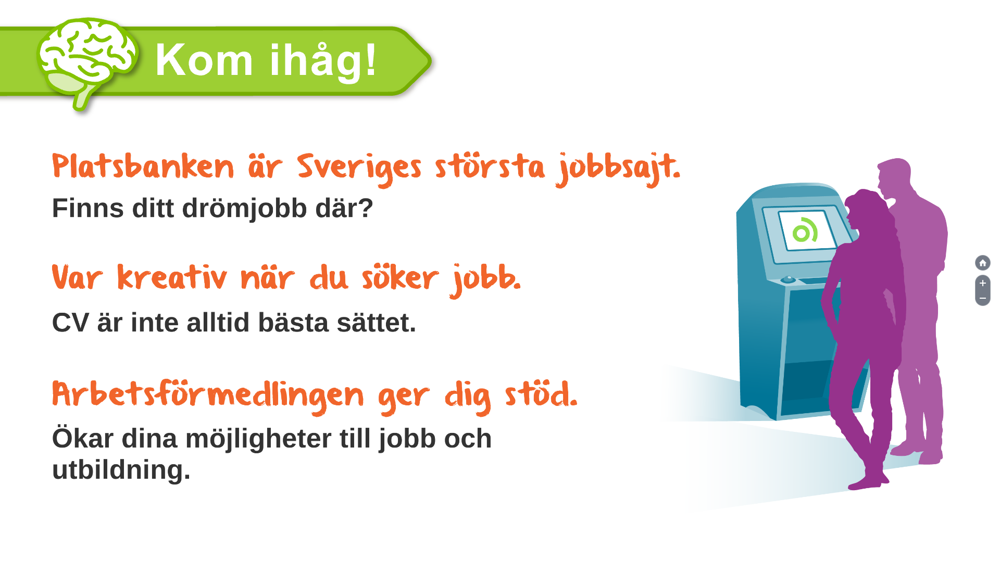 Kom ihåg!
Platsbanken är Sveriges största jobbsajt.
Finns ditt drömjobb där?
Var kreativ när du söker jobb.
CV är inte alltid bästa sättet.
Arbetsförmedlingen ger dig stöd.
Ökar dina möjligheter till jobb och
utbildning.